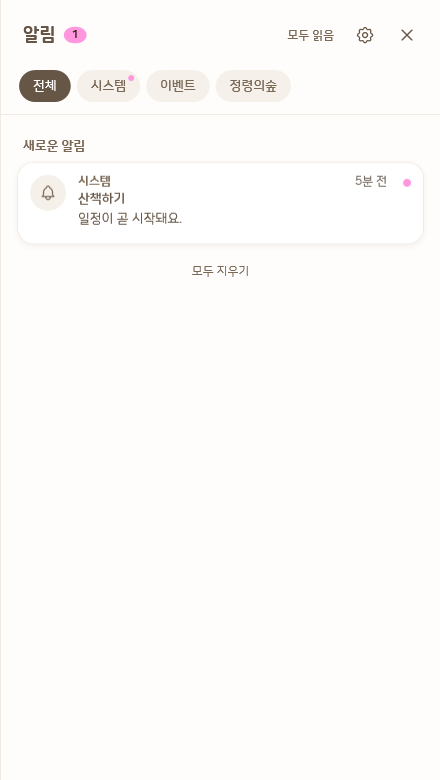 알림 1
모두 읽음
전체 시스템 이벤트 정령의숲
새로운 알림
시스템 5분 전
산책하기
일정이 곧 시작돼요.
모두 지우기